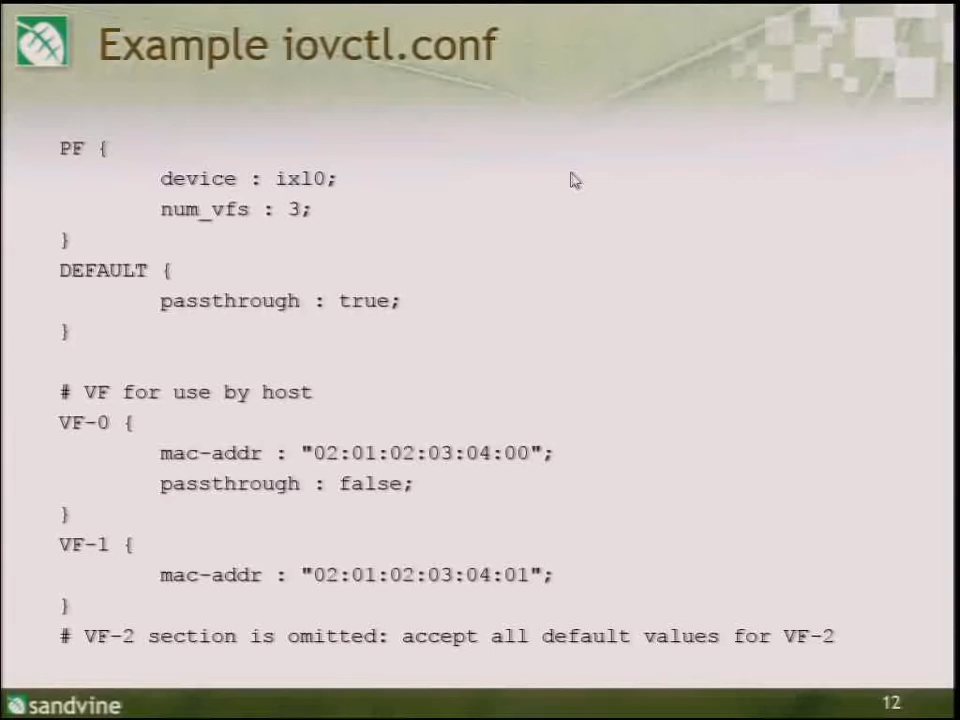 Example iovctl.conf
PF {
device : ixl0;
num_vfs : 3;
}
DEFAULT {
passthrough : true;
}
# VF for use by host
VF-0 {
mac-addr : "02:01:02:03:04:00";
passthrough : false;
}
VF-1 {
mac-addr : "02:01:02:03:04:01";
}
# VF-2 section is omitted: accept all default values for VF-2
sandvine
12